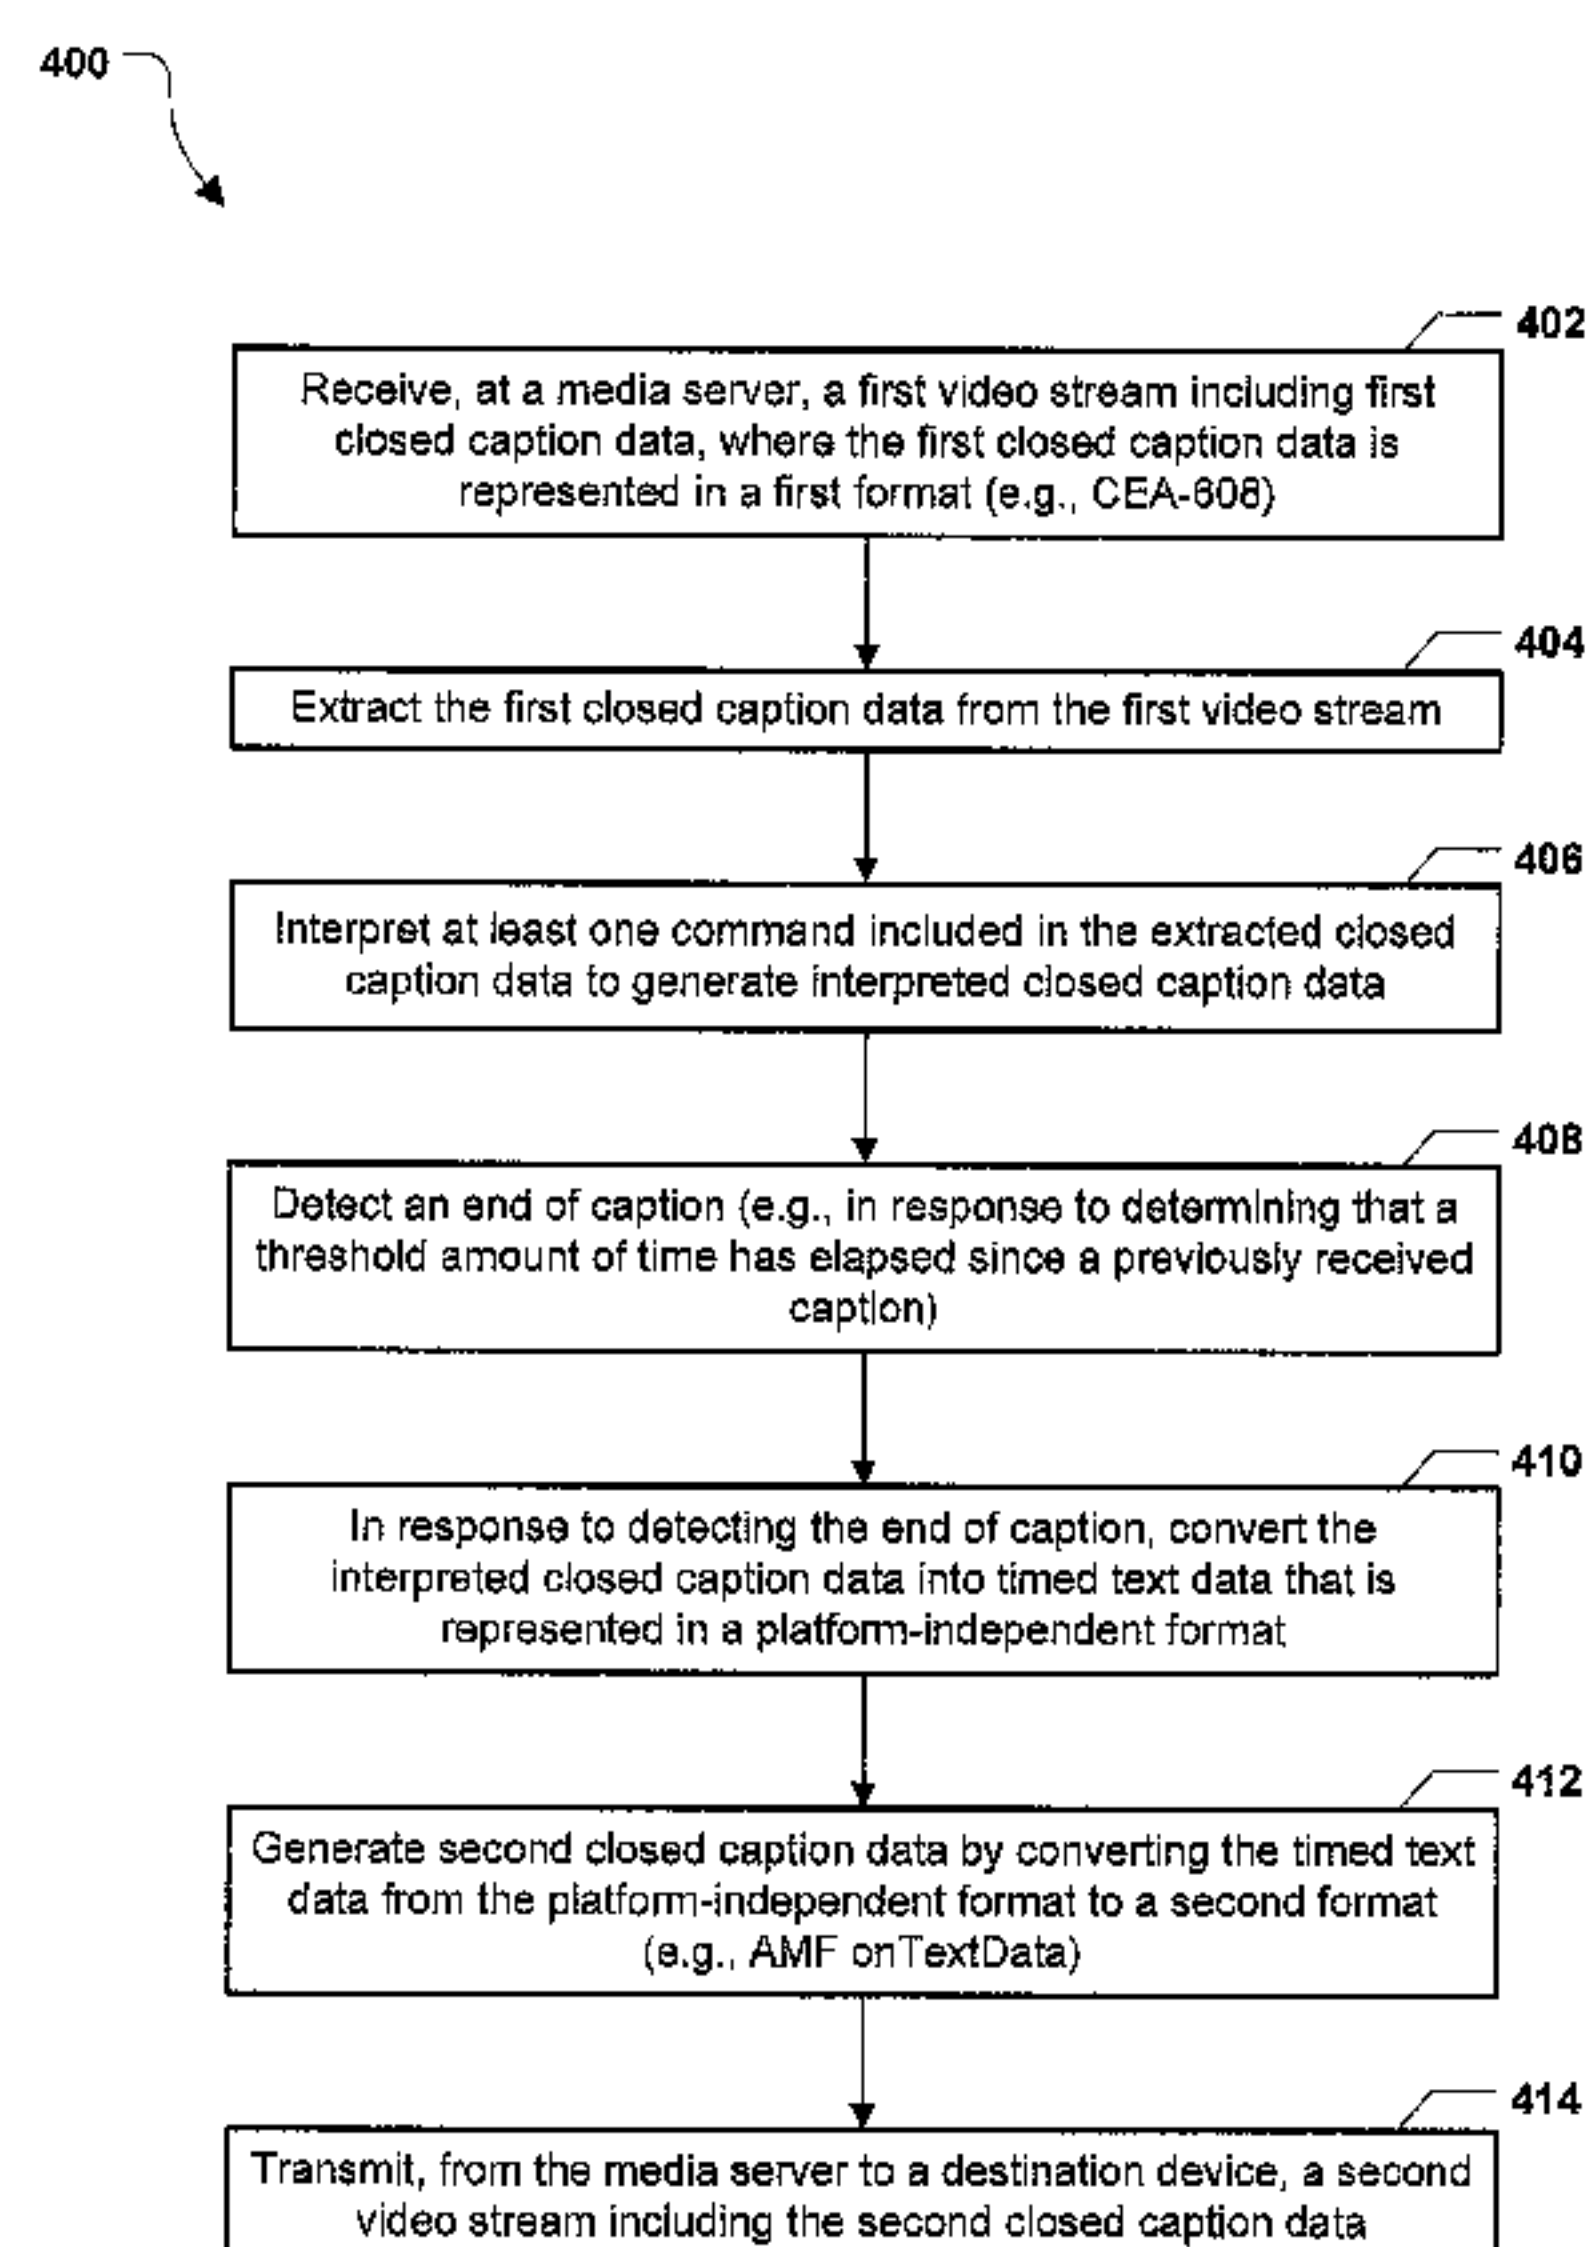 400
402
Receive, at a media server, a first video stream including first
closed caption data, where the first closed caption data is
represented in a first format (e.g., CEA-608)
404
Extract the first closed caption data from the first video stream
406
Interpret at least one command included in the extracted closed
caption data to generate interpreted closed caption data
408
Detect an end of caption (e.g., in response to determining that a
threshold amount of time has elapsed since a previously received
caption)
410
In response to detecting the end of caption, convert the
interpreted closed caption data into timed text data that is
represented in a platform-independent format
412
Generate second closed caption data by converting the timed text
data from the platform-independent format to a second format
(e.g., AMF onTextData)
414
Transmit, from the media server to a destination device, a second
video stream including the second closed caption data